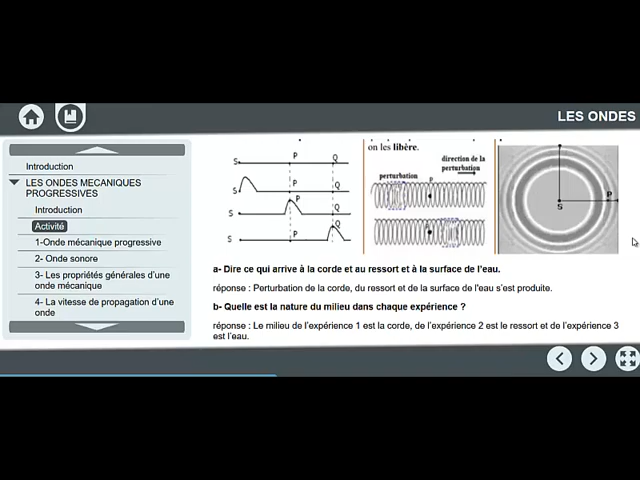 LES ONDES
Introduction
LES ONDES MECANIQUES
PROGRESSIVES
Introduction
Activité
1-Onde mécanique progressive
2- Onde sonore
3- Les propriétés générales d'une
onde mécanique
4- La vitesse de propagation d'une
onde
S P Q
S P Q
S P Q
S P Q
on les libère.
direction de la
perturbation
perturbation
P
S P
a- Dire ce qui arrive à la corde et au ressort et à la surface de l'eau.
réponse : Perturbation de la corde, du ressort et de la surface de l'eau s'est produite.
b- Quelle est la nature du milieu dans chaque expérience ?
réponse : Le milieu de l'expérience 1 est la corde, de l'expérience 2 est le ressort et de l'expérience 3
est l'eau.